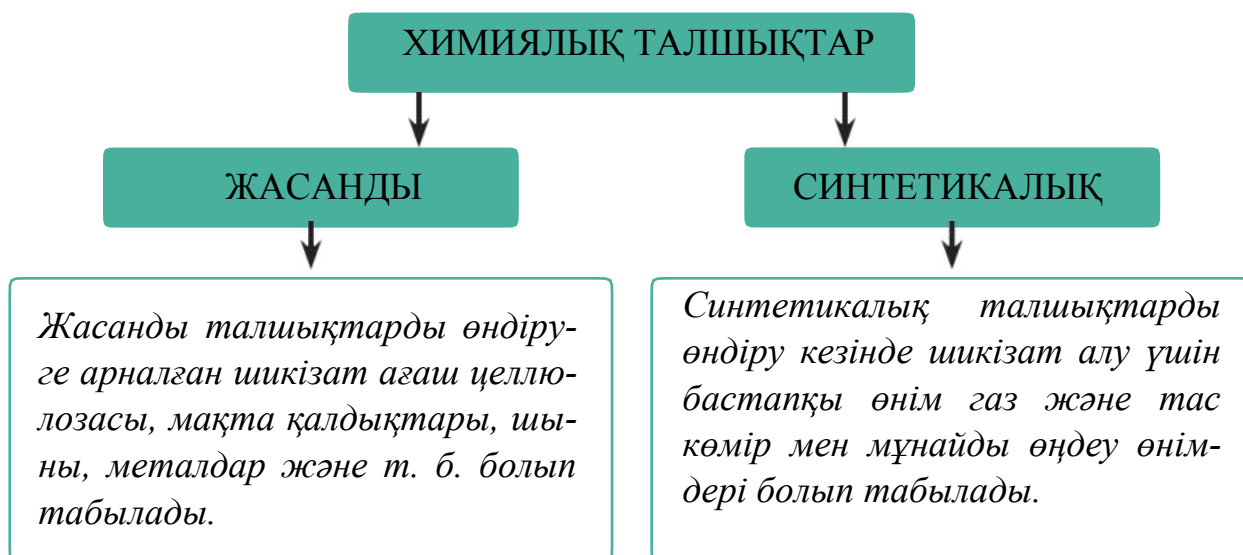 ХИМИЯЛЫҚ ТАЛШЫҚТАР
ЖАСАНДЫ
СИНТЕТИКАЛЫҚ
Жасанды талшықтарды өндіру-
ге арналған шикізат ағаш целлю-
лозасы, мақта қалдықтары, шы-
ны, металдар және т. б. болып
табылады.
Синтетикалық талшықтарды
өндіру кезінде шикізат алу үшін
бастапқы өнім газ және тас
көмір мен мұнайды өңдеу өнім-
дері болып табылады.